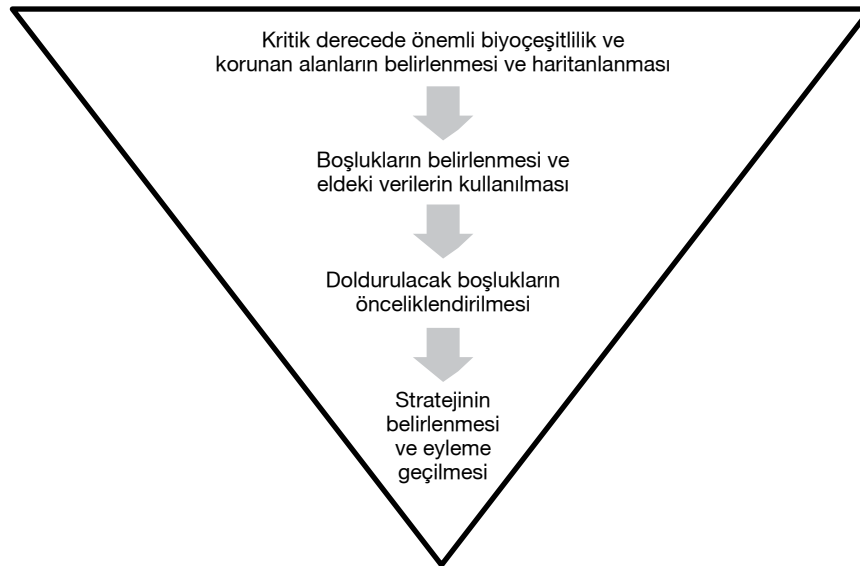 Kritik derecede önemli biyoçeşitlilik ve
korunan alanların belirlenmesi ve haritanlanması
Boşlukların belirlenmesi ve
eldeki verilerin kullanılması
Doldurulacak boşlukların
önceliklendirilmesi
Stratejinin
belirlenmesi
ve eyleme
geçilmesi